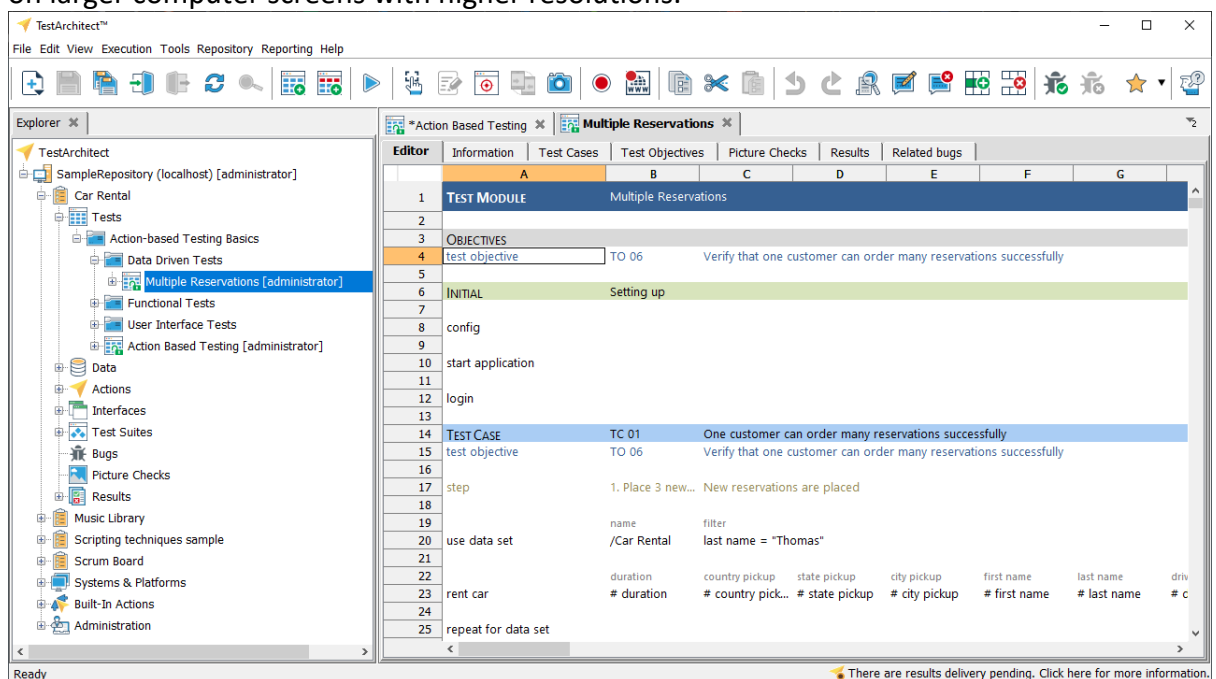 on larger computer screens with higher resolutions.
TestArchitect™
File Edit View Execution Tools Repository Reporting Help
Explorer
TestArchitect
SampleRepository (localhost) [administrator]
Car Rental
Tests
Action-based Testing Basics
Data Driven Tests
Multiple Reservations [administrator]
Functional Tests
User Interface Tests
Action Based Testing [administrator]
Data
Actions
Interfaces
Test Suites
Bugs
Picture Checks
Results
Music Library
Scripting techniques sample
Scrum Board
Systems & Platforms
Built-In Actions
Administration
*Action Based Testing Multiple Reservations 2
Editor Information Test Cases Test Objectives Picture Checks Results Related bugs
A B C D E F G
1 TEST MODULE Multiple Reservations
2
3 OBJECTIVES
4 test objective TO 06 Verify that one customer can order many reservations successfully
5
6 INITIAL Setting up
7
8 config
9
10 start application
11
12 login
13
14 TEST CASE TC 01 One customer can order many reservations successfully
15 test objective TO 06 Verify that one customer can order many reservations successfully
16
17 step 1. Place 3 new... New reservations are placed
18
19 name filter
20 use data set /Car Rental last name = "Thomas"
21
22 duration country pickup state pickup city pickup first name last name driv
23 rent car # duration # country pick... # state pickup # city pickup # first name # last name # c
24
25 repeat for data set
Ready There are results delivery pending. Click here for more information.